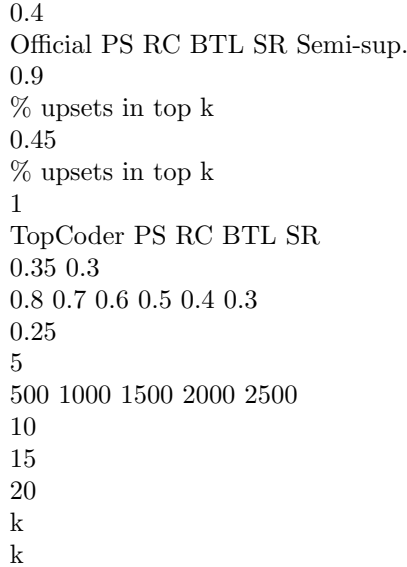 0.4
Official PS RC BTL SR Semi-sup.
0.9
% upsets in top k
0.45
% upsets in top k
1
TopCoder PS RC BTL SR
0.35 0.3
0.8 0.7 0.6 0.5 0.4 0.3
0.25
5
500 1000 1500 2000 2500
10
15
20
k
k